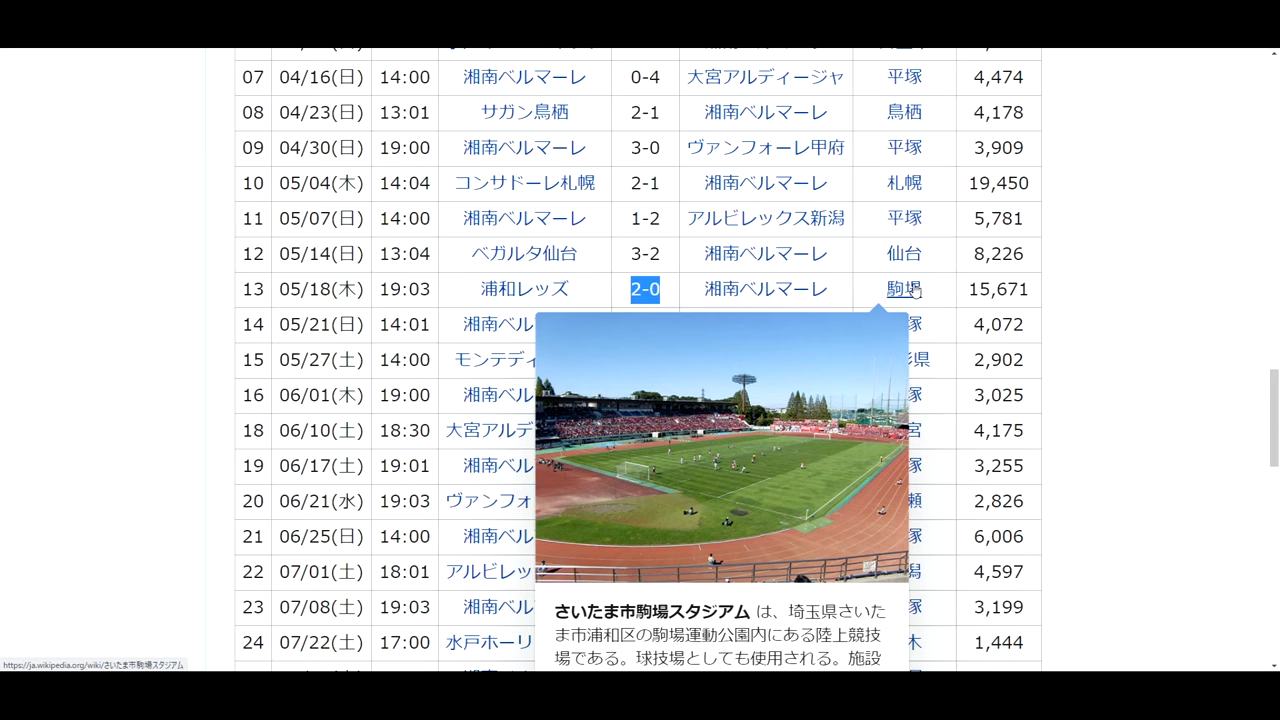 07 04/16(日) 14:00 湘南ベルマーレ 0-4 大宮アルディージャ 平塚 4,474
08 04/23(日) 13:01 サガン鳥栖 2-1 湘南ベルマーレ 鳥栖 4,178
09 04/30(日) 19:00 湘南ベルマーレ 3-0 ヴァンフォーレ甲府 平塚 3,909
10 05/04(木) 14:04 コンサドーレ札幌 2-1 湘南ベルマーレ 札幌 19,450
11 05/07(日) 14:00 湘南ベルマーレ 1-2 アルビレックス新潟 平塚 5,781
12 05/14(日) 13:04 ベガルタ仙台 3-2 湘南ベルマーレ 仙台 8,226
13 05/18(木) 19:03 浦和レッズ 2-0 湘南ベルマーレ 駒場 15,671
14 05/21(日) 14:01 湘南ベル 塚 4,072
15 05/27(土) 14:00 モンテディ 県 2,902
16 06/01(木) 19:00 湘南ベル 塚 3,025
18 06/10(土) 18:30 大宮アルデ 宮 4,175
19 06/17(土) 19:01 湘南ベル 塚 3,255
20 06/21(水) 19:03 ヴァンフォ 瀬 2,826
21 06/25(日) 14:00 湘南ベル 塚 6,006
22 07/01(土) 18:01 アルビレッ 潟 4,597
23 07/08(土) 19:03 湘南ベル 塚 3,199
24 07/22(土) 17:00 水戸ホーリ 木 1,444
さいたま市駒場スタジアム は、埼玉県さいた
ま市浦和区の駒場運動公園内にある陸上競技
場である。球技場としても使用される。施設
https://ja.wikipedia.org/wiki/さいたま市駒場スタジアム